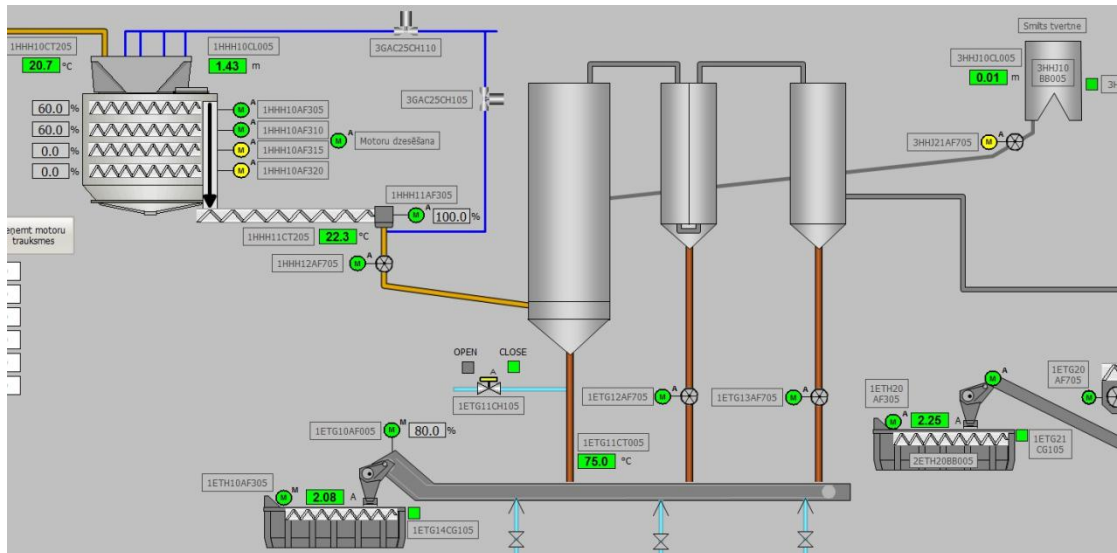 1HHH10CT205
20.7 °C
1HHH10CL005
1.43 m
3GAC25CH110
3GAC25CH105
Smilts tvertne
3HHJ10CL005
0.01 m
3HHJ10
BB005
3HHJ21AF705
M A
60.0 %
60.0 %
0.0 %
0.0 %
M A 1HHH10AF305
M 1HHH10AF310
M 1HHH10AF315
M 1HHH10AF320
M A Motoru dzesēšana
ņemt motoru
trauksmes
1HHH11AF305
M A 100.0 %
1HHH11CT205
22.3 °C
1HHH12AF705
M A
OPEN
CLOSE
A
1ETG11CH105
1ETG12AF705
M A
1ETG13AF705
M A
1ETG10AF005
M M 80.0 %
1ETG11CT005
75.0 °C
1ETH10AF305
M M
2.08 A
1ETG14CG105
1ETH20
AF305
M A
2.25 A
M A
1ETG21
CG105
2ETH20BB005
1ETG20
AF705
M